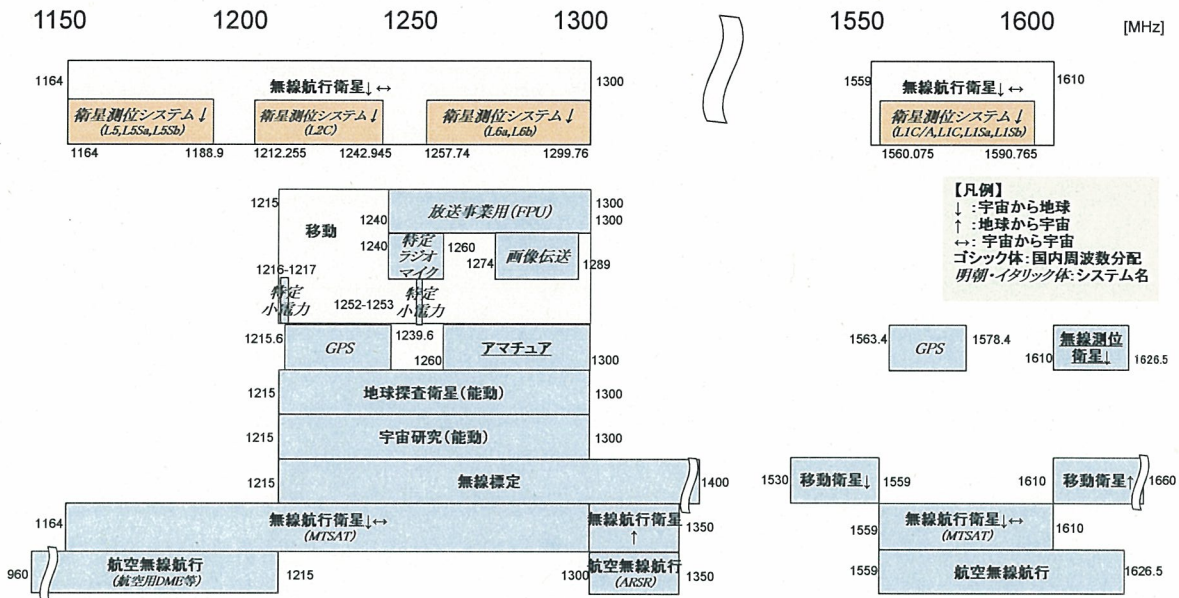 1150 1200 1250 1300 1550 1600 [MHz]
1164 無線航行衛星↓↔ 1300
衛星測位システム↓
(L5,L5Sa,L5Sb)
衛星測位システム↓
(L2C)
衛星測位システム↓
(L6a,L6b)
1164 1188.9 1212.255 1242.945 1257.74 1299.76
1559 無線航行衛星↓↔ 1610
衛星測位システム↓
(L1C/A,L1C,L1Sa,L1Sb)
1560.075 1590.765
【凡例】
↓ :宇宙から地球
↑ :地球から宇宙
↔: 宇宙から宇宙
ゴシック体:国内周波数分配
明朝・イタリック体:システム名
1215 移動
1240 放送事業用(FPU) 1300
1300
1240 特定
ラジオ
マイク
1260
1274 画像伝送 1289
1216-1217
特定
小電力
1252-1253
特定
小電力
1215.6 GPS 1239.6
1260 アマチュア 1300
1563.4 GPS 1578.4
1610 無線測位
衛星↓
1626.5
1215 地球探査衛星(能動) 1300
1215 宇宙研究(能動) 1300
1215 無線標定 1400
1530 移動衛星↓ 1559
1610 移動衛星↑ 1660
1164 無線航行衛星↓↔
(MTSAT)
無線航行衛星
↑
1350
1559 無線航行衛星↓↔
(MTSAT)
1610
960 航空無線航行
(航空用DME等)
1215
1300 航空無線航行
(ARSR)
1350
1559 航空無線航行 1626.5